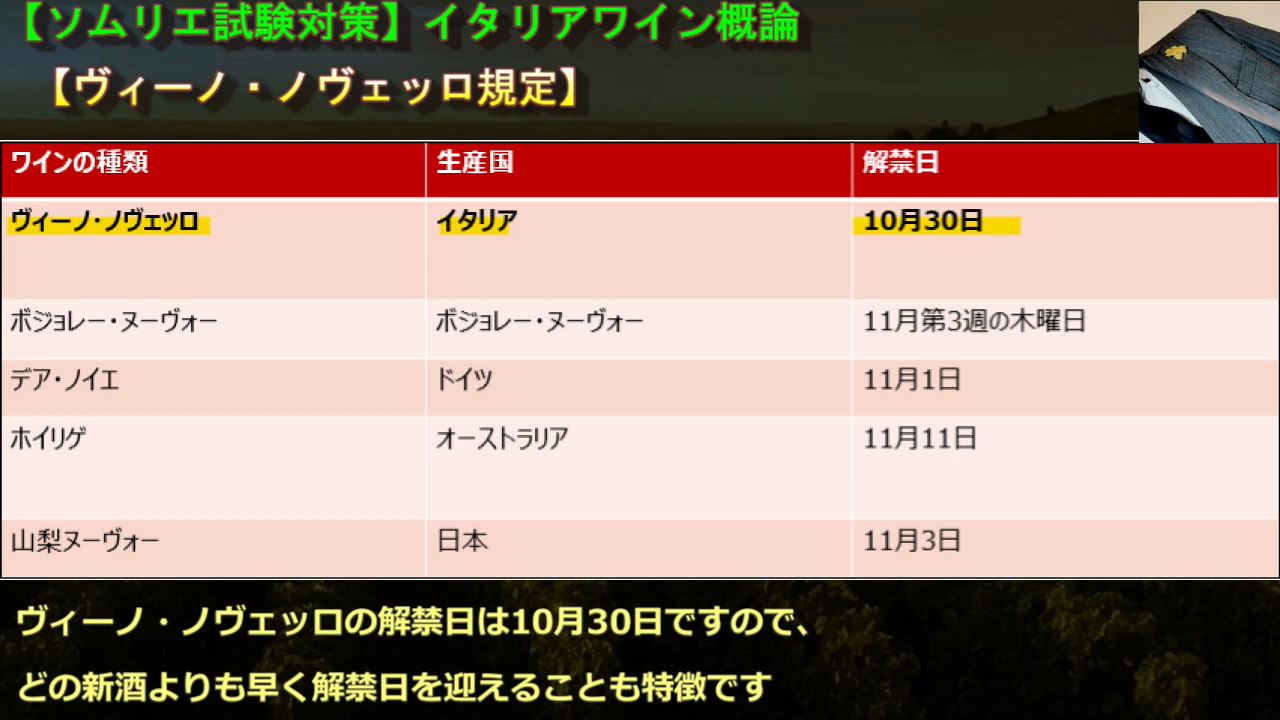 【ソムリエ試験対策】イタリアワイン概論
【ヴィーノ・ノヴェッロ規定】
ワインの種類 生産国 解禁日
ヴィーノ・ノヴェッロ イタリア 10月30日
ボジョレー・ヌーヴォー ボジョレー・ヌーヴォー 11月第3週の木曜日
デア・ノイエ ドイツ 11月1日
ホイリゲ オーストラリア 11月11日
山梨ヌーヴォー 日本 11月3日
ヴィーノ・ノヴェッロの解禁日は10月30日ですので、
どの新酒よりも早く解禁日を迎えることも特徴です